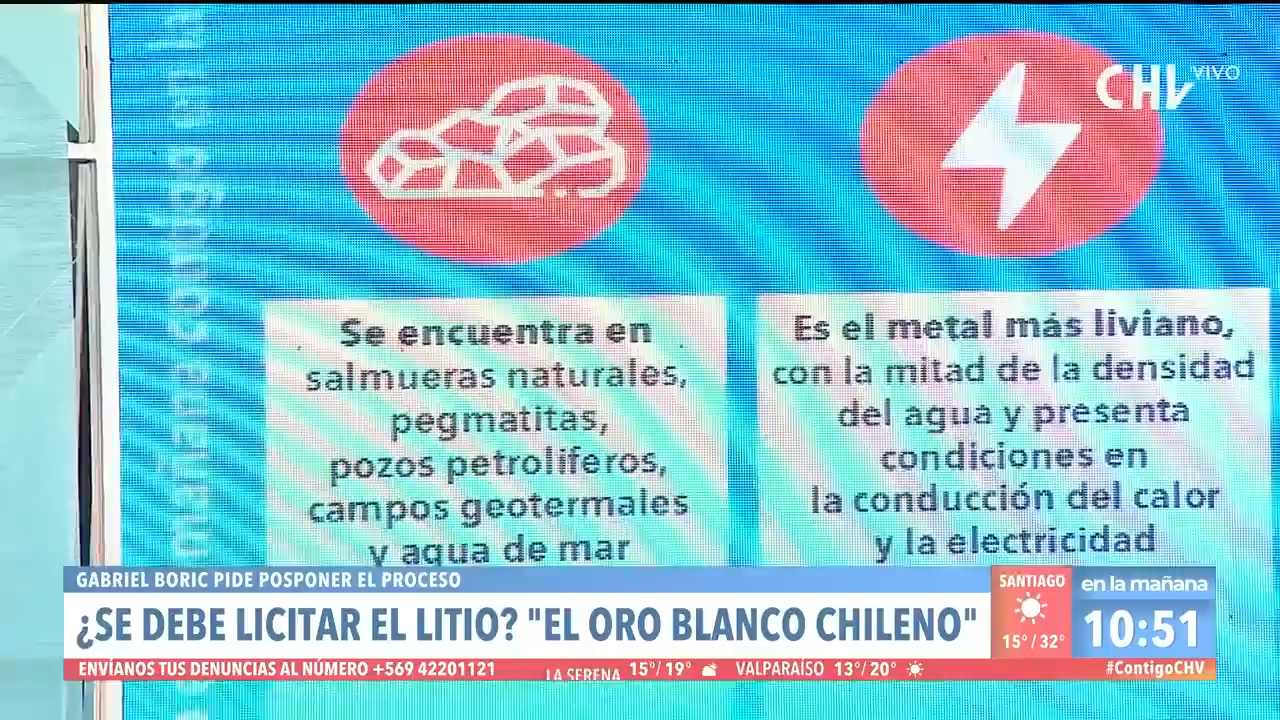 CHV VIVO
Se encuentra en
salmueras naturales,
pegmatitas,
pozos petrolíferos,
campos geotermales
y agua de mar
Es el metal más liviano,
con la mitad de la densidad
del agua y presenta
condiciones en
la conducción del calor
y la electricidad
GABRIEL BORIC PIDE POSPONER EL PROCESO
¿SE DEBE LICITAR EL LITIO? "EL ORO BLANCO CHILENO"
SANTIAGO
15°/32°
en la mañana
10:51
ENVÍANOS TUS DENUNCIAS AL NÚMERO +569 42201121
LA SERENA 15°/19° VALPARAÍSO 13°/20°
#ContigoCHV